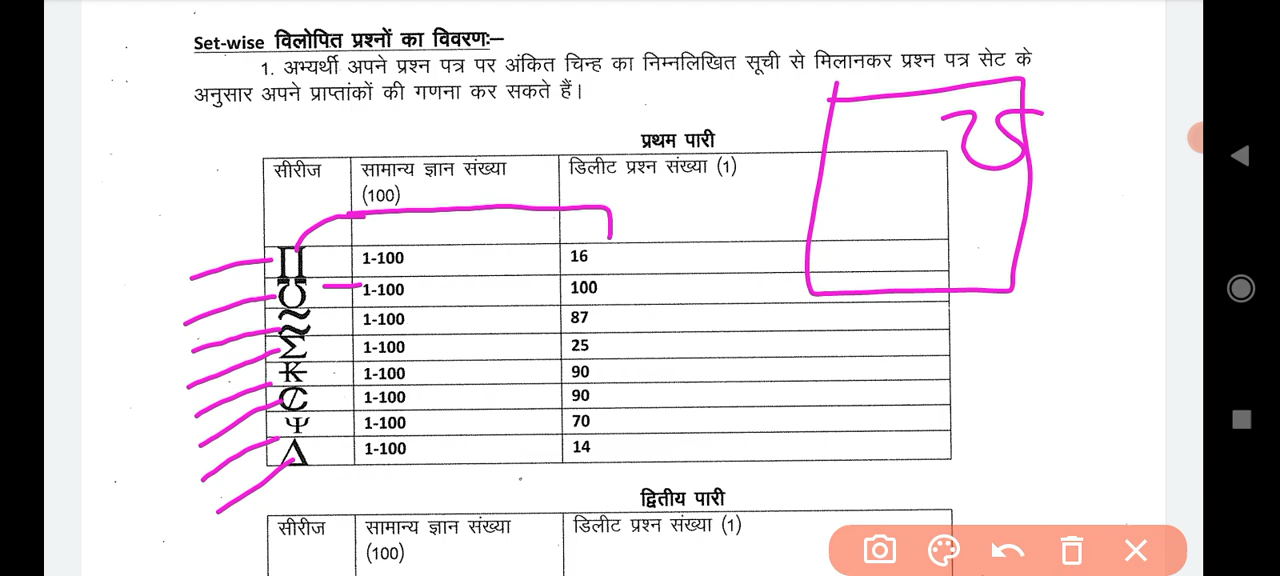 Set-wise विलोपित प्रश्नों का विवरणः–
1. अभ्यर्थी अपने प्रश्न पत्र पर अंकित चिन्ह का निम्नलिखित सूची से मिलानकर प्रश्न पत्र सेट के
अनुसार अपने प्राप्तांकों की गणना कर सकते हैं।
प्रथम पारी
सीरीज सामान्य ज्ञान संख्या (100) डिलीट प्रश्न संख्या (1)
Π 1-100 16
Ʊ 1-100 100
≈ 1-100 87
Σ 1-100 25
₭ 1-100 90
₡ 1-100 90
Ψ 1-100 70
Δ 1-100 14
द्वितीय पारी
सीरीज सामान्य ज्ञान संख्या (100) डिलीट प्रश्न संख्या (1)